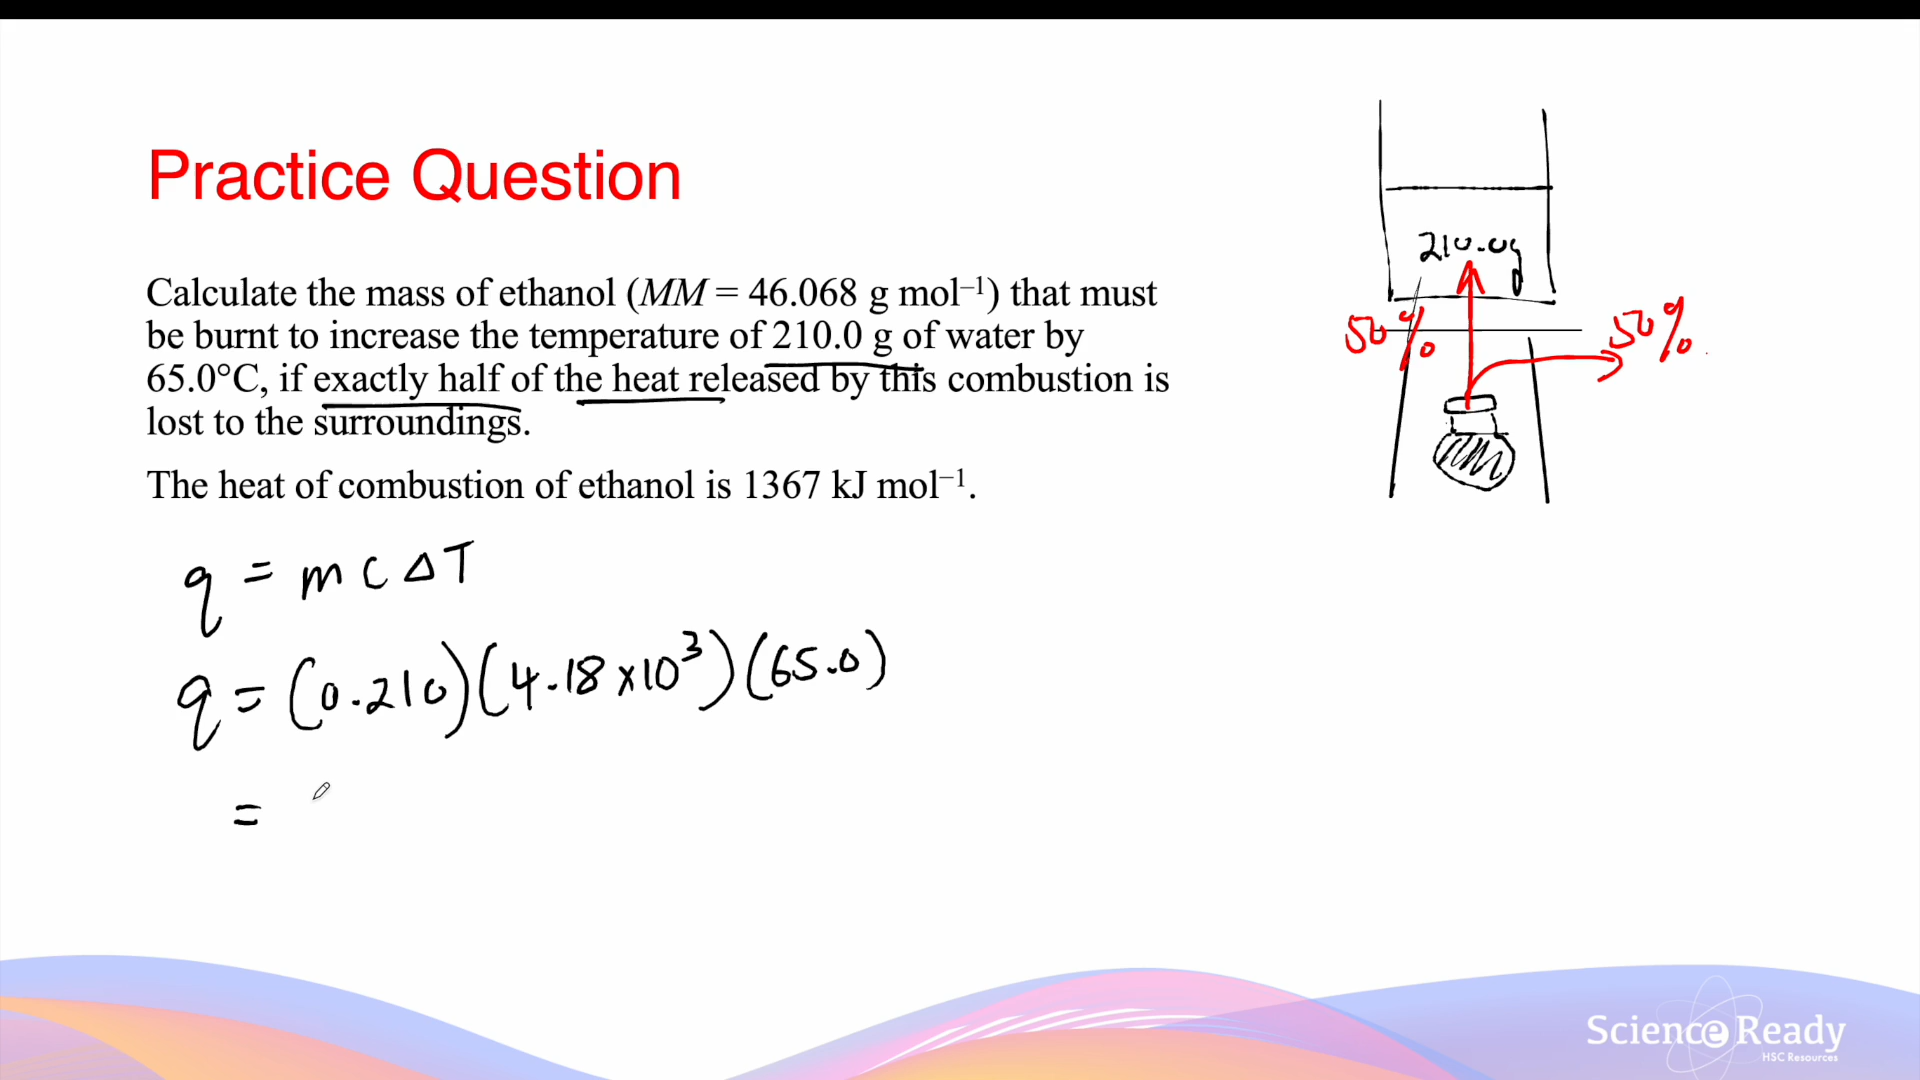 Practice Question
Calculate the mass of ethanol (MM = 46.068 g mol⁻¹) that must
be burnt to increase the temperature of 210.0 g of water by
65.0°C, if exactly half of the heat released by this combustion is
lost to the surroundings.
The heat of combustion of ethanol is 1367 kJ mol⁻¹.
q = mcΔT
q = (0.210)(4.18×10³)(65.0)
=
210.0g
50%
50%
Science Ready
HSC Resources